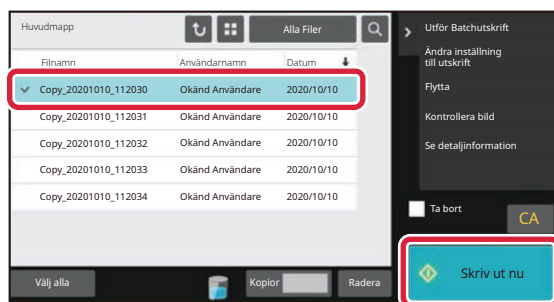 Huvudmapp
Alla Filer
Filnamn Användarnamn Datum
Copy_20201010_112030 Okänd Användare 2020/10/10
Copy_20201010_112031 Okänd Användare 2020/10/10
Copy_20201010_112032 Okänd Användare 2020/10/10
Copy_20201010_112033 Okänd Användare 2020/10/10
Copy_20201010_112034 Okänd Användare 2020/10/10
Välj alla
Kopior
Radera
Utför Batchutskrift
Ändra inställning
till utskrift
Flytta
Kontrollera bild
Se detaljinformation
Ta bort
CA
Skriv ut nu